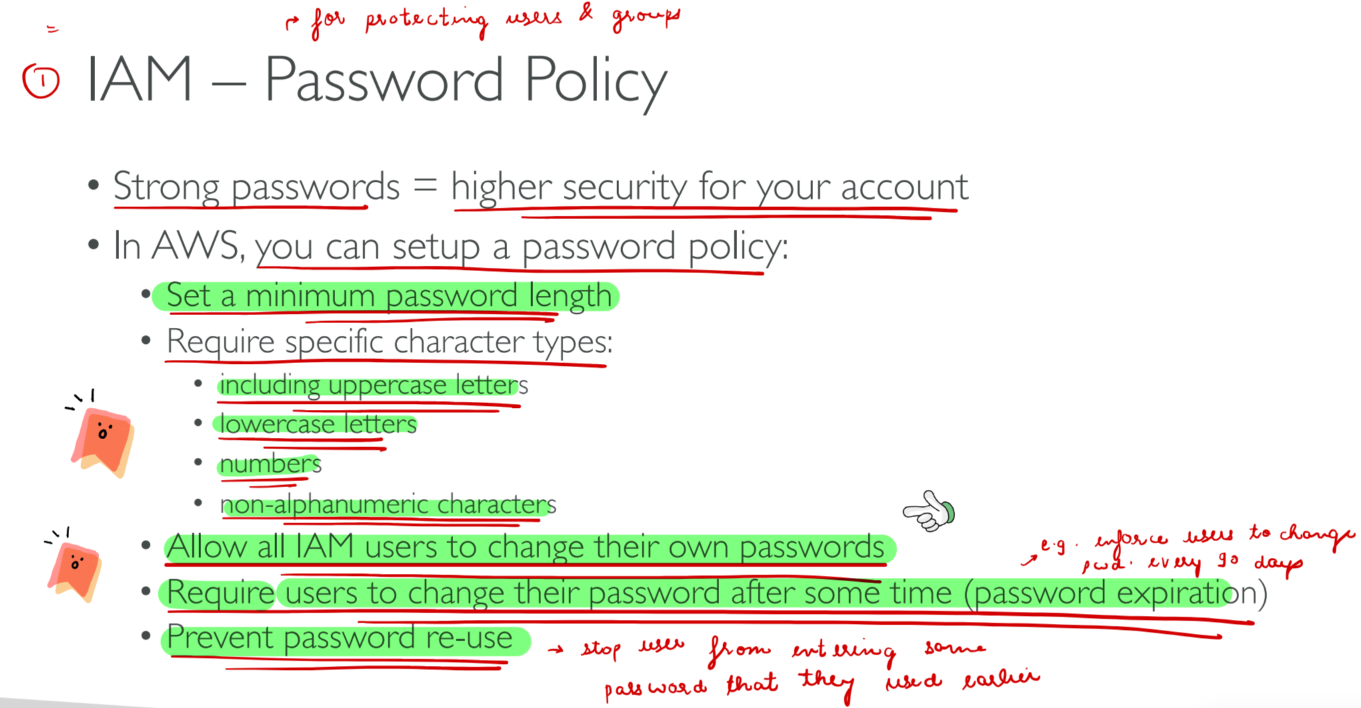 → for protecting users & groups
① IAM – Password Policy
• Strong passwords = higher security for your account
• In AWS, you can setup a password policy:
• Set a minimum password length
• Require specific character types:
• including uppercase letters
• lowercase letters
• numbers
• non-alphanumeric characters
• Allow all IAM users to change their own passwords
→ e.g. enforce users to change
pwd. every 90 days
• Require users to change their password after some time (password expiration)
• Prevent password re-use → stop user from entering same
password that they used earlier